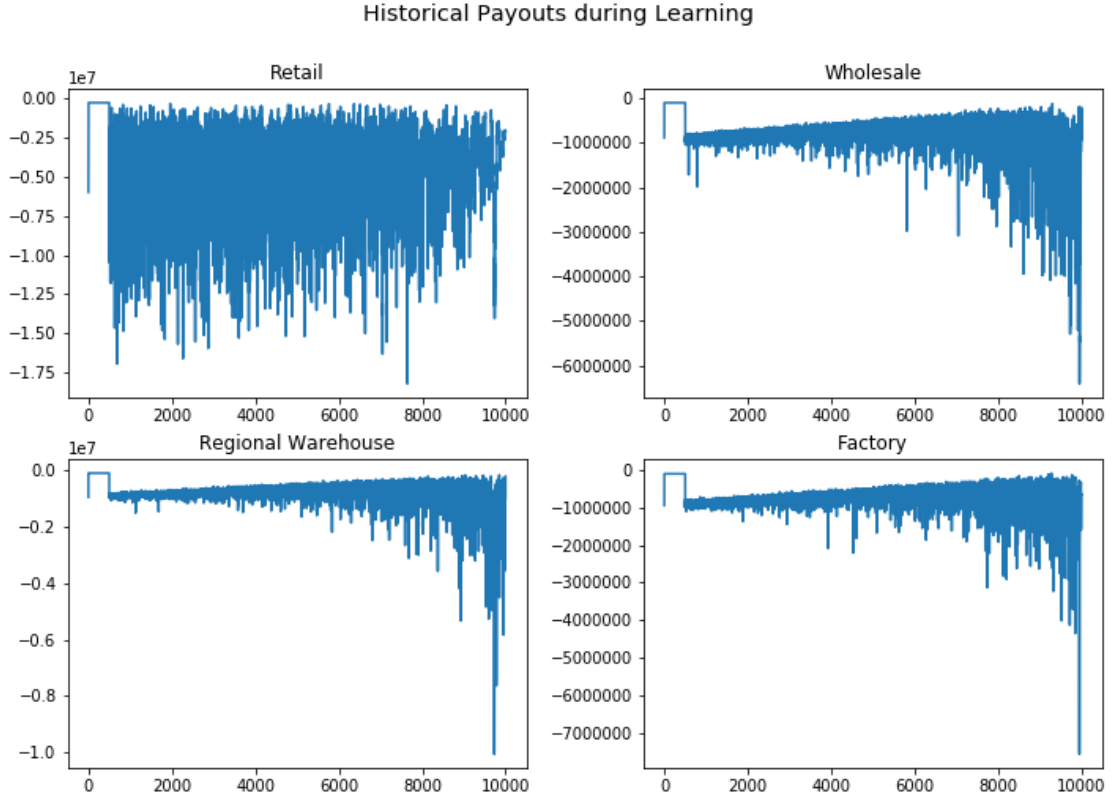 Historical Payouts during Learning
Retail
1e7
0.00
−0.25
−0.50
−0.75
−1.00
−1.25
−1.50
−1.75
0 2000 4000 6000 8000 10000
Wholesale
0
−1000000
−2000000
−3000000
−4000000
−5000000
−6000000
0 2000 4000 6000 8000 10000
Regional Warehouse
1e7
0.0
−0.2
−0.4
−0.6
−0.8
−1.0
0 2000 4000 6000 8000 10000
Factory
0
−1000000
−2000000
−3000000
−4000000
−5000000
−6000000
−7000000
0 2000 4000 6000 8000 10000